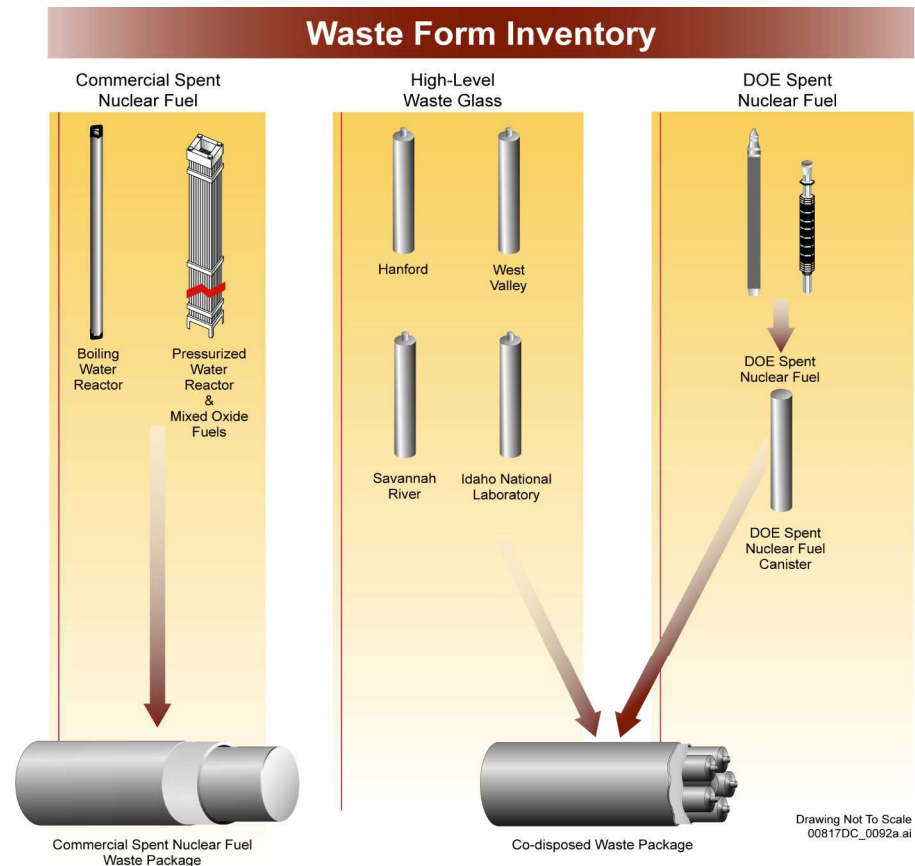 Waste Form Inventory
Commercial Spent
Nuclear Fuel
Boiling
Water
Reactor
Pressurized
Water
Reactor
&
Mixed Oxide
Fuels
Commercial Spent Nuclear Fuel
Waste Package
High-Level
Waste Glass
Hanford
West
Valley
Savannah
River
Idaho National
Laboratory
DOE Spent
Nuclear Fuel
DOE Spent
Nuclear Fuel
DOE Spent
Nuclear Fuel
Canister
Co-disposed Waste Package
Drawing Not To Scale
00817DC_0092a.ai